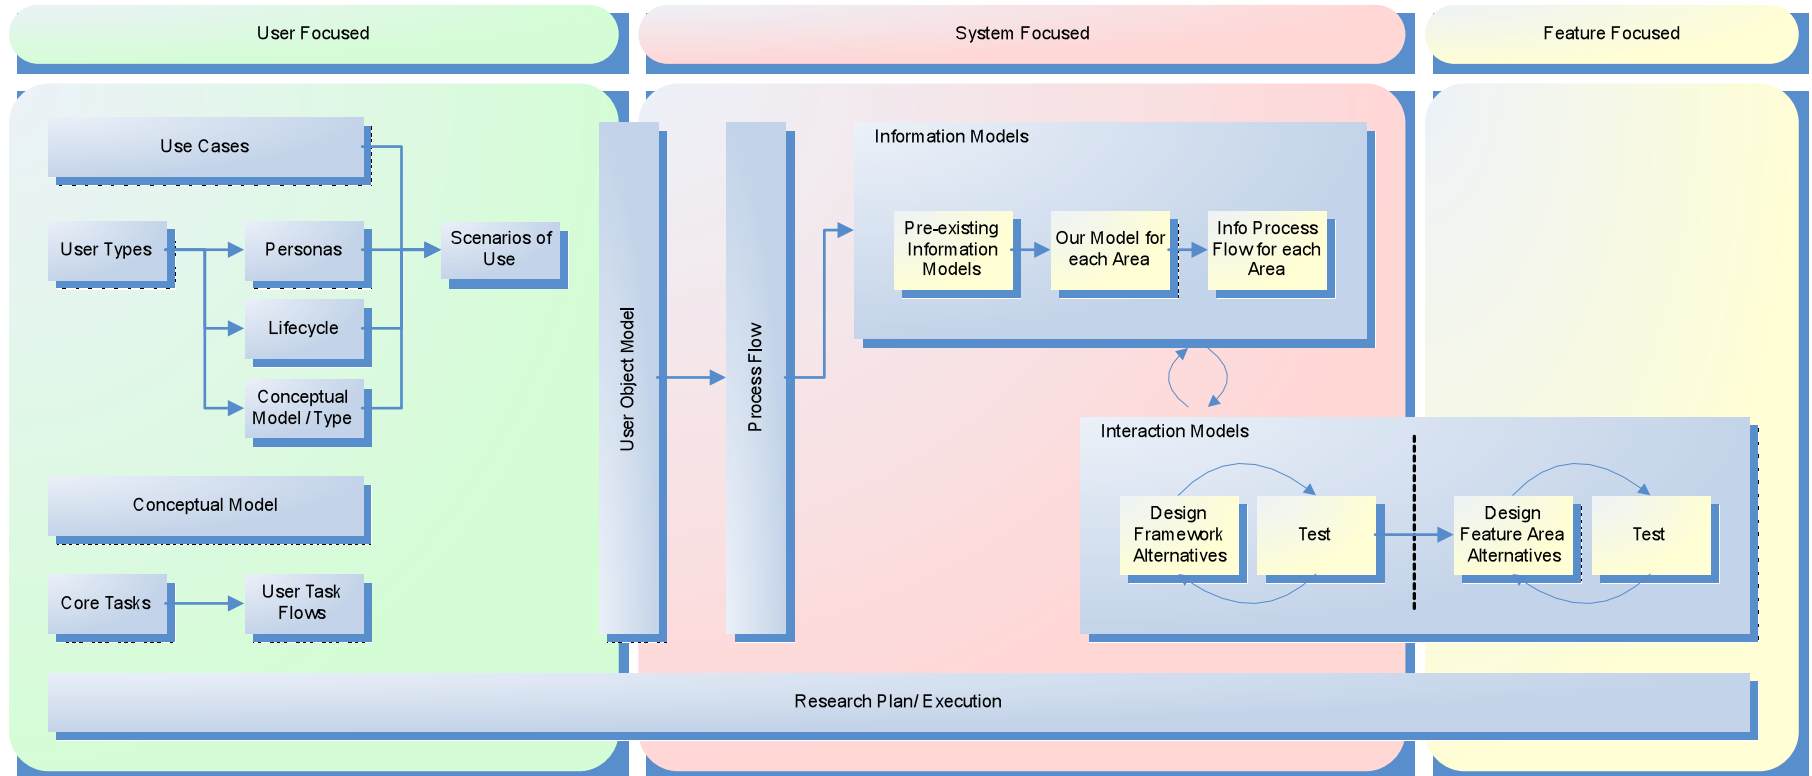 User Focused
System Focused
Feature Focused
Use Cases
User Types
Personas
Scenarios of
Use
Lifecycle
Conceptual
Model / Type
Conceptual Model
Core Tasks
User Task
Flows
User Object Model
Process Flow
Information Models
Pre-existing
Information
Models
Our Model for
each Area
Info Process
Flow for each
Area
Interaction Models
Design
Framework
Alternatives
Test
Design
Feature Area
Alternatives
Test
Research Plan/ Execution